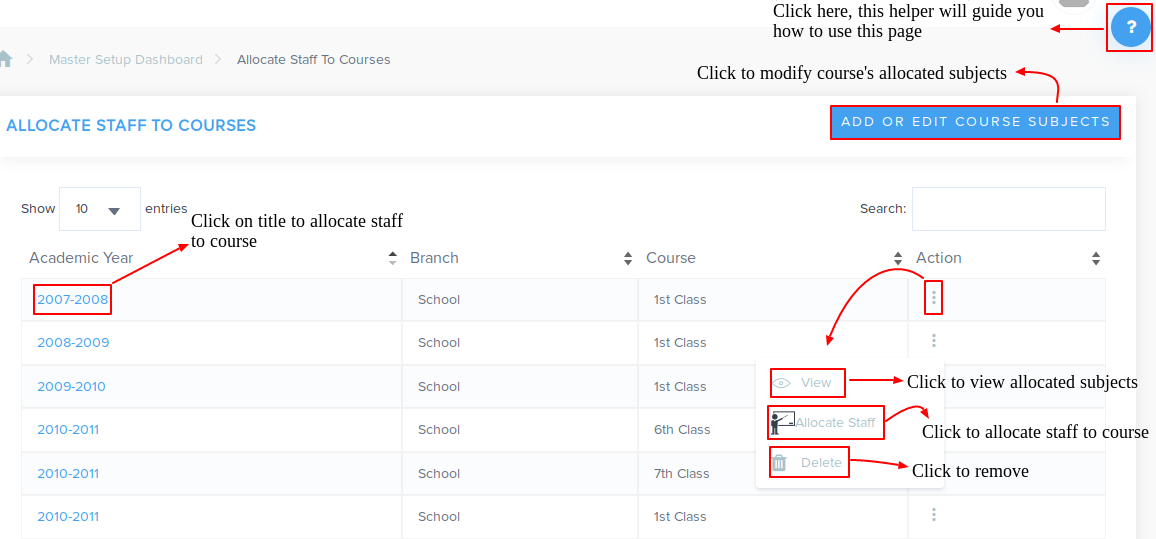 Click here, this helper will guide you
how to use this page
?
Master Setup Dashboard
Allocate Staff To Courses
Click to modify course's allocated subjects
ALLOCATE STAFF TO COURSES
ADD OR EDIT COURSE SUBJECTS
Show 10 entries
Search:
Click on title to allocate staff
to course
Academic Year Branch Course Action
2007-2008 School 1st Class
2008-2009 School 1st Class
2009-2010 School 1st Class
View
Click to view allocated subjects
2010-2011 School 6th Class
Allocate Staff
Click to allocate staff to course
2010-2011 School 7th Class
Delete
Click to remove
2010-2011 School 1st Class